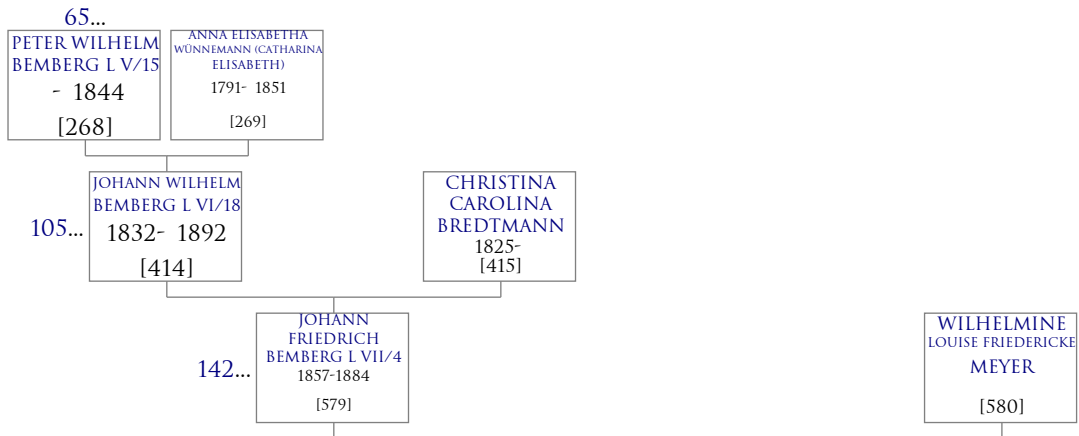 65...
PETER WILHELM
BEMBERG L V/15
- 1844
[268]
ANNA ELISABETHA
WÜNNEMANN (CATHARINA
ELISABETH)
1791- 1851
[269]
105...
JOHANN WILHELM
BEMBERG L VI/18
1832- 1892
[414]
CHRISTINA
CAROLINA
BREDTMANN
1825-
[415]
142...
JOHANN
FRIEDRICH
BEMBERG L VII/4
1857-1884
[579]
WILHELMINE
LOUISE FRIEDERICKE
MEYER
[580]